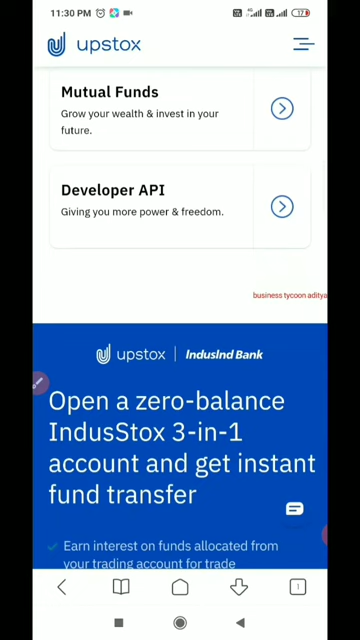 11:30 PM
17
upstox
Mutual Funds
Grow your wealth & invest in your
future.
Developer API
Giving you more power & freedom.
business tycoon aditya
upstox | IndusInd Bank
Open a zero-balance
IndusStox 3-in-1
account and get instant
fund transfer
Earn interest on funds allocated from
your trading account for trade
1